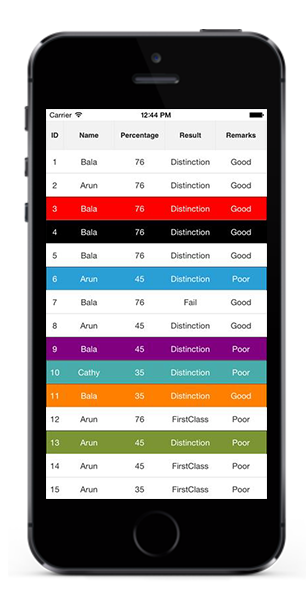 Carrier 12:44 PM
ID Name Percentage Result Remarks
1 Bala 76 Distinction Good
2 Arun 76 Distinction Good
3 Bala 76 Distinction Good
4 Bala 76 Distinction Good
5 Bala 76 Distinction Good
6 Arun 45 Distinction Poor
7 Bala 76 Fail Good
8 Arun 45 Distinction Good
9 Bala 45 Distinction Poor
10 Cathy 35 Distinction Poor
11 Bala 35 Distinction Good
12 Arun 76 FirstClass Poor
13 Arun 45 Distinction Poor
14 Arun 45 FirstClass Poor
15 Arun 35 FirstClass Poor